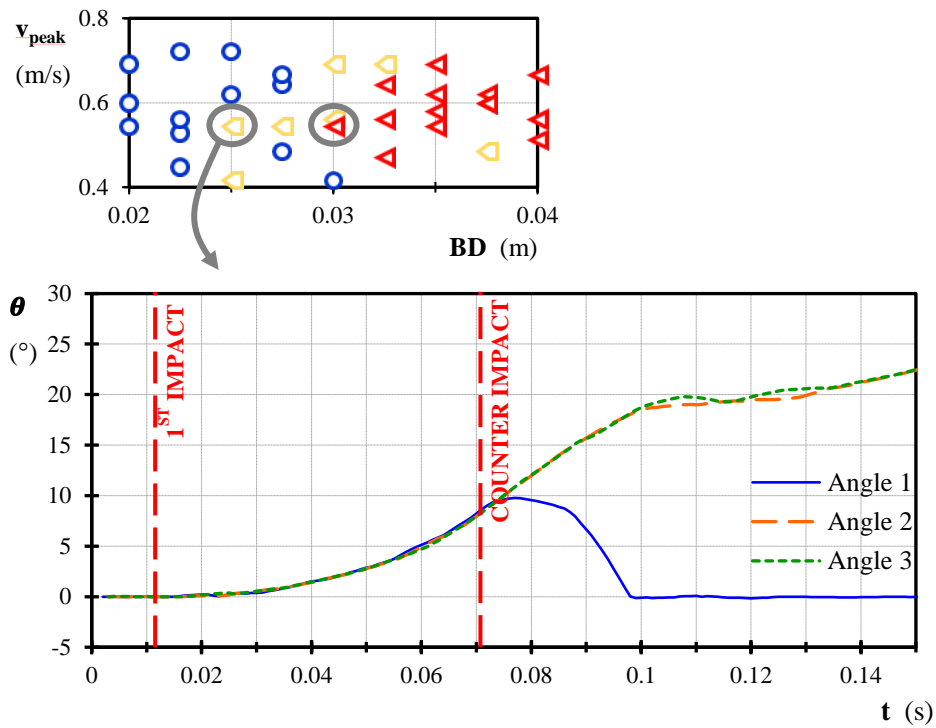 v_peak
(m/s)
0.8
0.6
0.4
0.02
0.03
0.04
BD (m)
θ
(°)
30
25
20
15
10
5
0
-5
1ST IMPACT
COUNTER IMPACT
Angle 1
Angle 2
Angle 3
0
0.02
0.04
0.06
0.08
0.1
0.12
0.14
t (s)